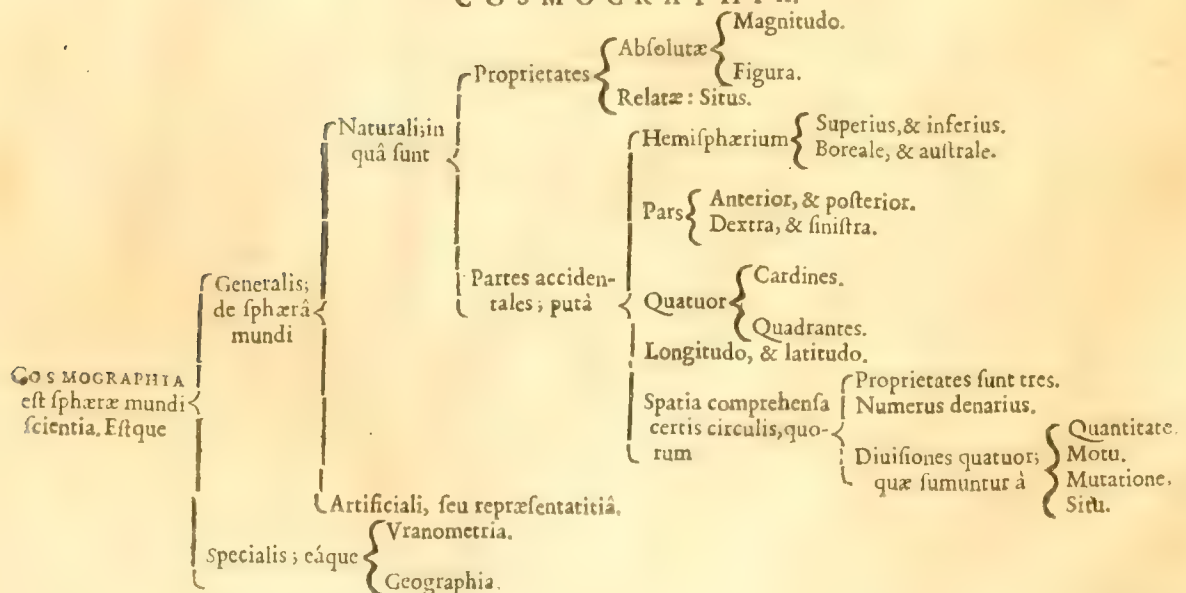 COSMOGRAPHIÆ.
COSMOGRAPHIA
eſt ſphæræ mundi
ſcientia. Eſtque
Generalis;
de ſphærâ
mundi
Naturali; in
quâ ſunt
Proprietates
Abſolutæ
Magnitudo.
Figura.
Relatæ: Situs.
Partes acciden-
tales; putà
Hemiſphærium
Superius, & inferius.
Boreale, & auſtrale.
Pars
Anterior, & poſterior.
Dextra, & ſiniſtra.
Quatuor
Cardines.
Quadrantes.
Longitudo, & latitudo.
Spatia comprehenſa
certis circulis, quo-
rum
Proprietates ſunt tres.
Numerus denarius.
Diuiſiones quatuor;
quæ ſumuntur à
Quantitate.
Motu.
Mutatione.
Situ.
Artificiali, ſeu repræſentatitiâ.
Specialis; eáque
Vranometria.
Geographia.